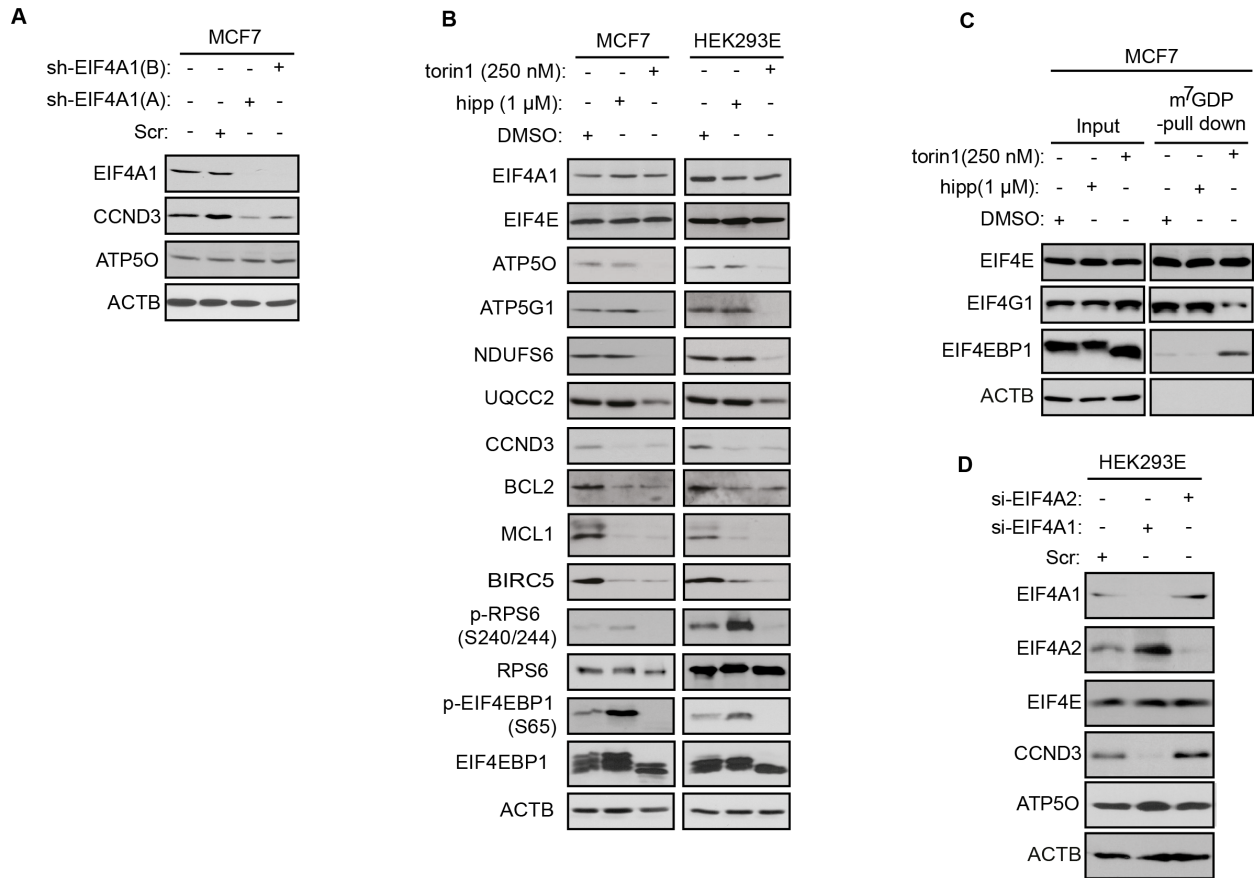 A
MCF7
sh-EIF4A1(B): - - - +
sh-EIF4A1(A): - - + -
Scr: - + - -
EIF4A1
CCND3
ATP5O
ACTB
B
MCF7 HEK293E
torin1 (250 nM): - - + - - +
hipp (1 µM): - + - - + -
DMSO: + - - + - -
EIF4A1
EIF4E
ATP5O
ATP5G1
NDUFS6
UQCC2
CCND3
BCL2
MCL1
BIRC5
p-RPS6
(S240/244)
RPS6
p-EIF4EBP1
(S65)
EIF4EBP1
ACTB
C
MCF7
Input
m⁷GDP
-pull down
torin1(250 nM): - - + - - +
hipp(1 µM): - + - - + -
DMSO: + - - + - -
EIF4E
EIF4G1
EIF4EBP1
ACTB
D
HEK293E
si-EIF4A2: - - +
si-EIF4A1: - + -
Scr: + - -
EIF4A1
EIF4A2
EIF4E
CCND3
ATP5O
ACTB